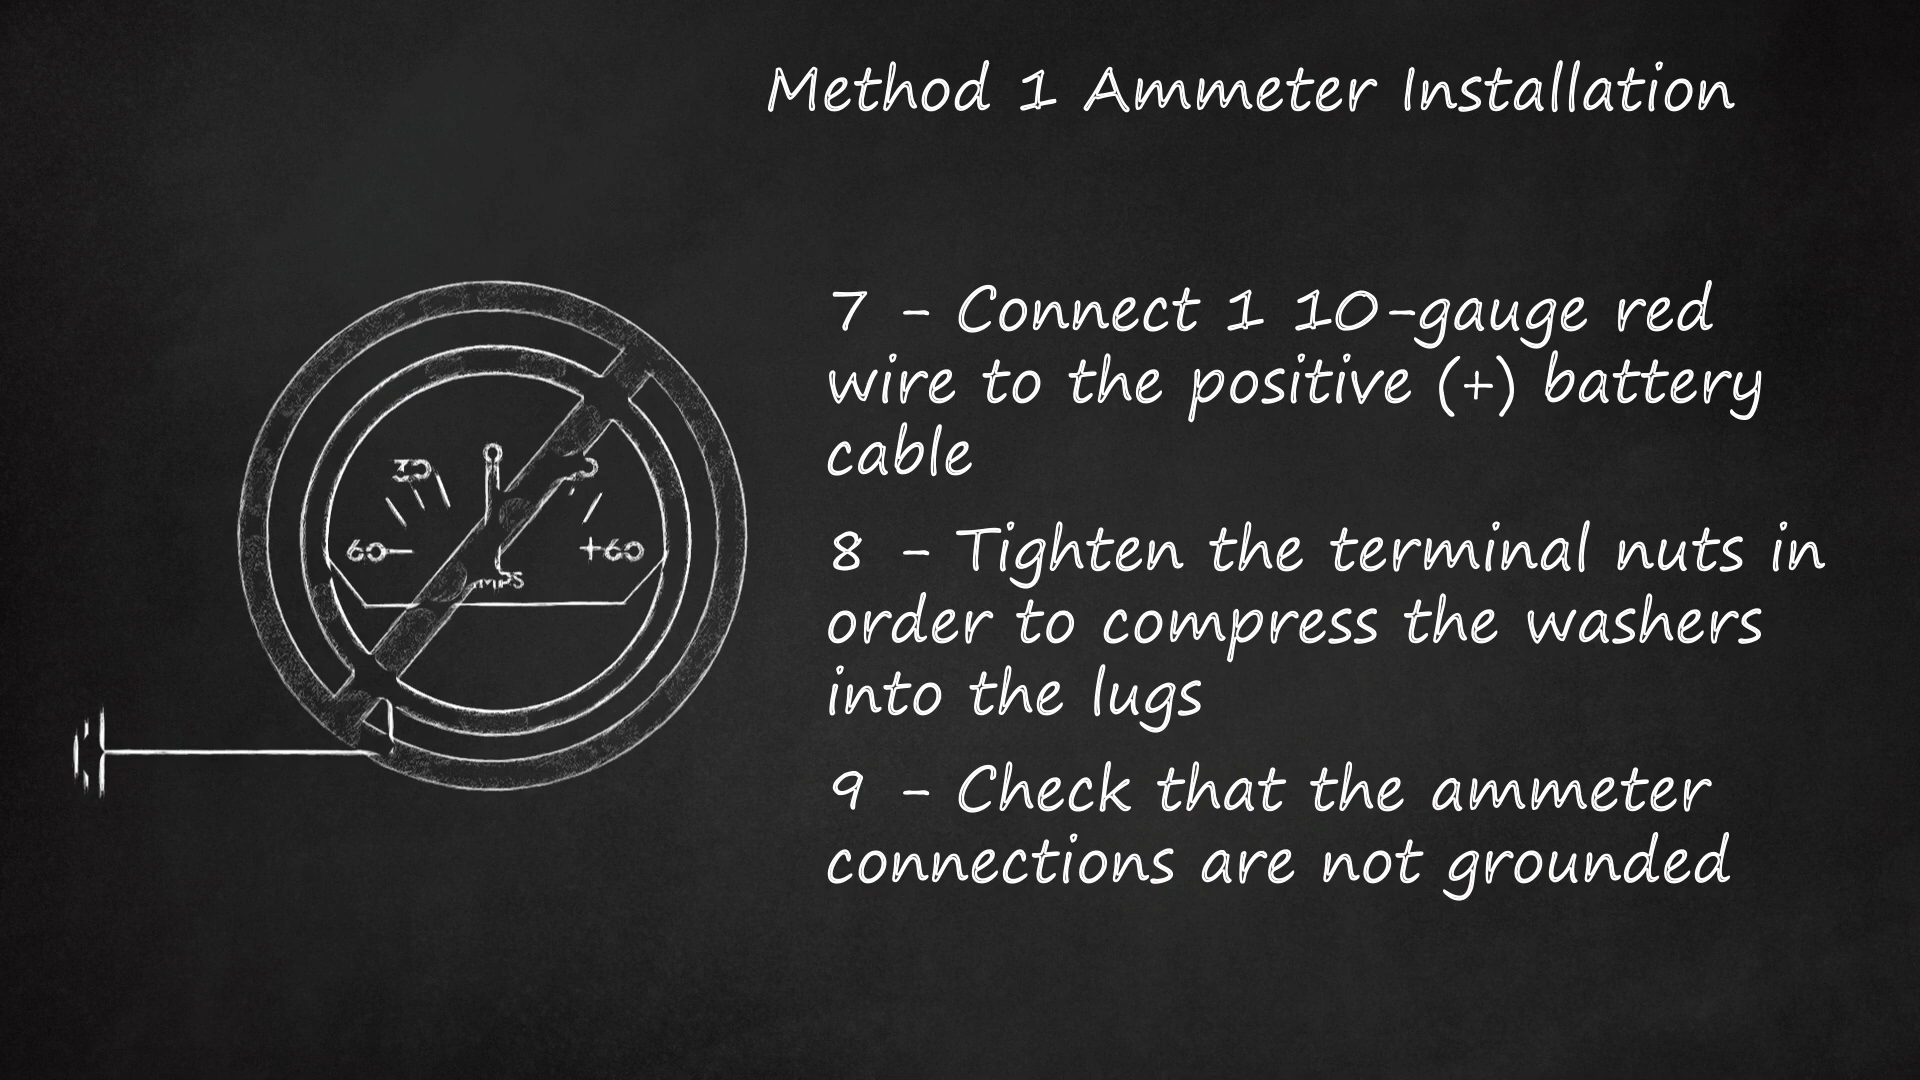 Method 1 Ammeter Installation
7 - Connect 1 10-gauge red
wire to the positive (+) battery
cable
8 - Tighten the terminal nuts in
order to compress the washers
into the lugs
9 - Check that the ammeter
connections are not grounded
30
0
60-
+60